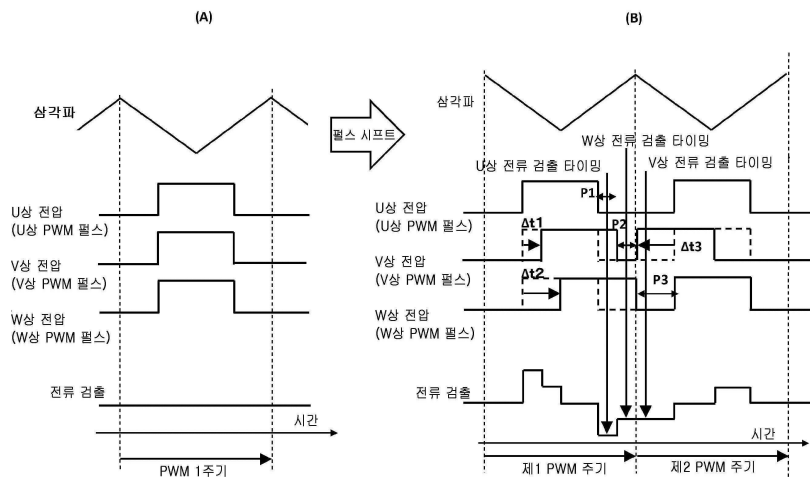 (A)
삼각파
U상 전압
(U상 PWM 펄스)
V상 전압
(V상 PWM 펄스)
W상 전압
(W상 PWM 펄스)
전류 검출
시간
PWM 1주기
펄스 시프트
(B)
삼각파
W상 전류 검출 타이밍
U상 전류 검출 타이밍
V상 전류 검출 타이밍
P1
U상 전압
(U상 PWM 펄스)
Δt1
P2
Δt3
V상 전압
(V상 PWM 펄스)
Δt2
P3
W상 전압
(W상 PWM 펄스)
전류 검출
시간
제1 PWM 주기
제2 PWM 주기